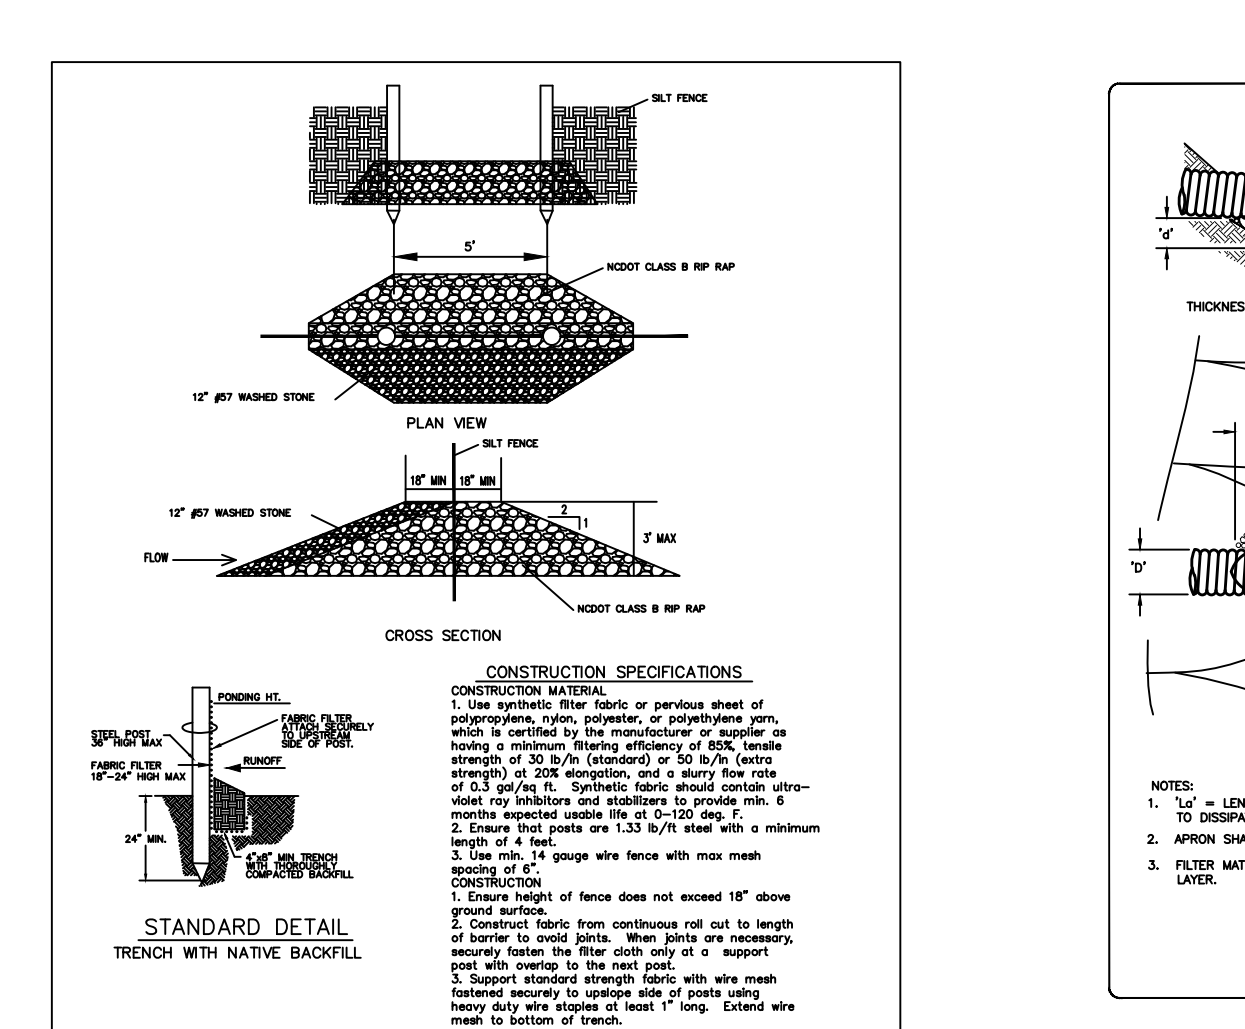 SILT FENCE
5'
NCDOT CLASS B RIP RAP
12" #57 WASHED STONE
PLAN VIEW
SILT FENCE
18" MIN 18" MIN
12" #57 WASHED STONE
2
1
3' MAX
FLOW
NCDOT CLASS B RIP RAP
CROSS SECTION
PONDING HT.
FABRIC FILTER
ATTACH SECURELY
TO UPSTREAM
SIDE OF POST.
STEEL POST
36" HIGH MAX
FABRIC FILTER
18"-24" HIGH MAX
RUNOFF
24" MIN.
4"x8" MIN TRENCH
WITH THOROUGHLY
COMPACTED BACKFILL
STANDARD DETAIL
TRENCH WITH NATIVE BACKFILL
CONSTRUCTION SPECIFICATIONS
CONSTRUCTION MATERIAL
1. Use synthetic filter fabric or pervious sheet of
polypropylene, nylon, polyester, or polyethylene yarn,
which is certified by the manufacturer or supplier as
having a minimum filtering efficiency of 85%, tensile
strength of 30 lb/in (standard) or 50 lb/in (extra
strength) at 20% elongation, and a slurry flow rate
of 0.3 gal/sq ft. Synthetic fabric should contain ultra-
violet ray inhibitors and stabilizers to provide min. 6
months expected usable life at 0-120 deg. F.
2. Ensure that posts are 1.33 lb/ft steel with a minimum
length of 4 feet.
3. Use min. 14 gauge wire fence with max mesh
spacing of 6".
CONSTRUCTION
1. Ensure height of fence does not exceed 18" above
ground surface.
2. Construct fabric from continuous roll cut to length
of barrier to avoid joints. When joints are necessary,
securely fasten the filter cloth only at a support
post with overlap to the next post.
3. Support standard strength fabric with wire mesh
fastened securely to upslope side of posts using
heavy duty wire staples at least 1" long. Extend wire
mesh to bottom of trench.
'd'
THICKNES
'D'
NOTES:
1. 'La' = LEN
TO DISSIPA
2. APRON SHA
3. FILTER MAT
LAYER.